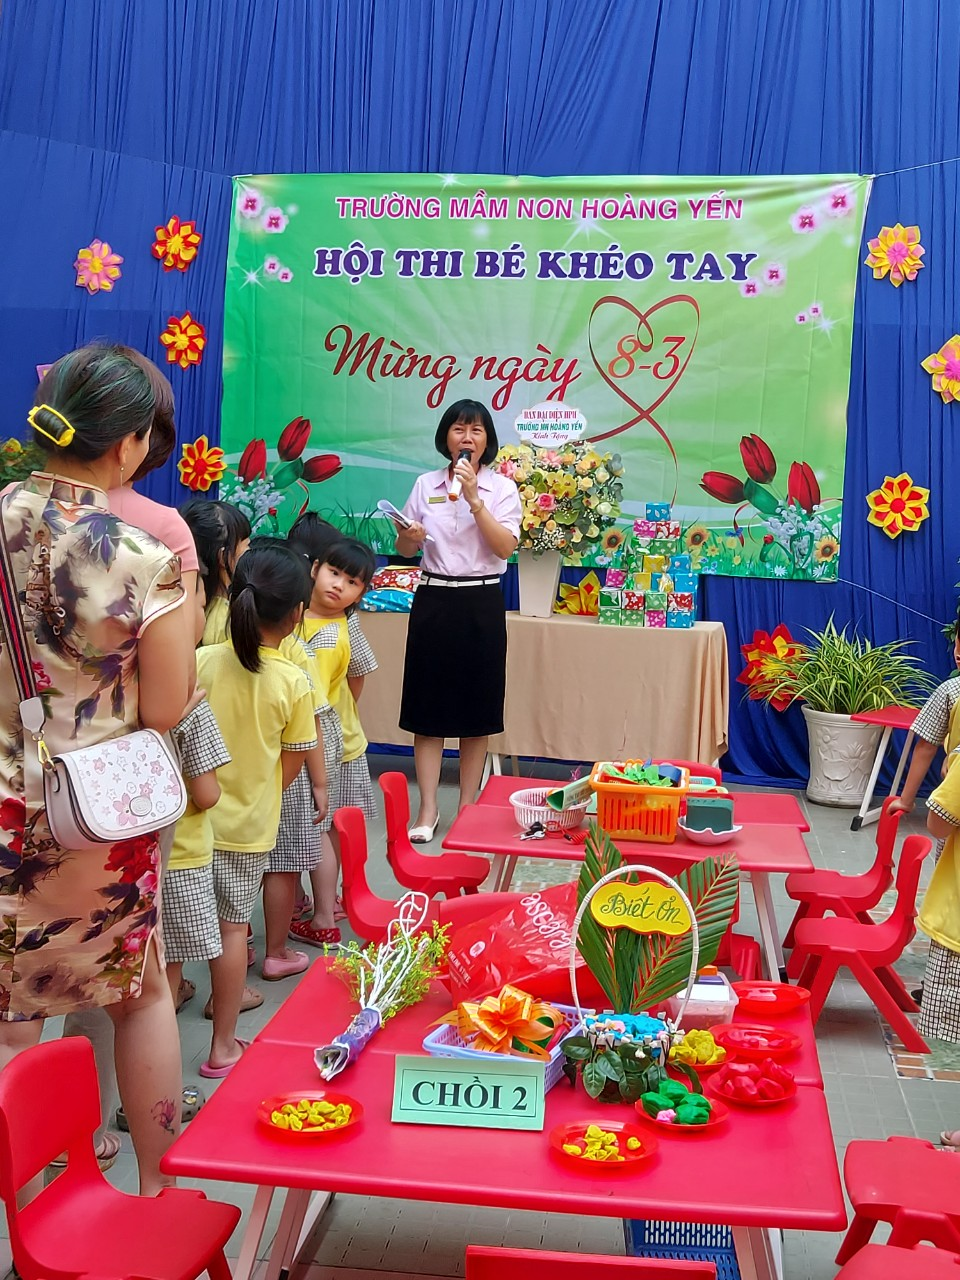 TRƯỜNG MẦM NON HOÀNG YẾN
HỘI THI BÉ KHÉO TAY
Mừng ngày 8-3
BAN ĐẠI DIỆN HPH
TRƯỜNG MN HOÀNG YẾN
Kính Tặng
Biết Ơn
CHỒI 2